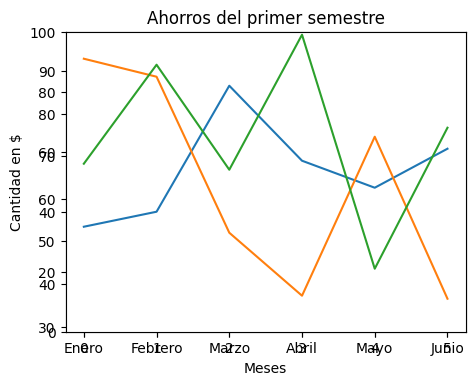 Ahorros del primer semestre
Cantidad en $
100
90
80
80
60
70
60
40
50
20
40
30
0
Enero Febrero Marzo Abril Mayo Junio
0 1 2 3 4 5
Meses